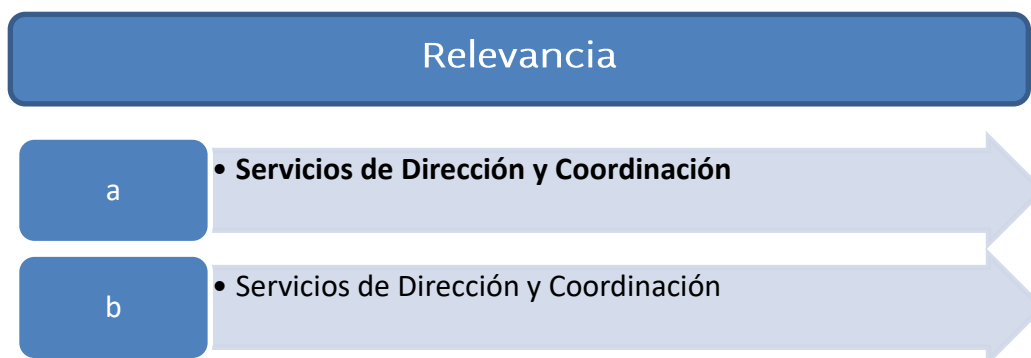 Relevancia
a
• Servicios de Dirección y Coordinación
b
• Servicios de Dirección y Coordinación